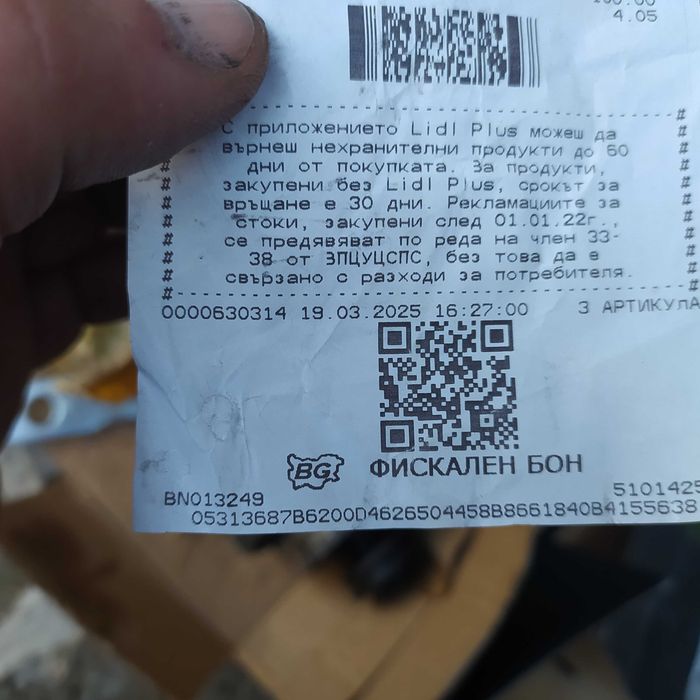 4.05
С приложението Lidl Plus можеш да
върнеш нехранителни продукти до 60
дни от покупката. За продукти,
закупени без Lidl Plus, срокът за
връщане е 30 дни. Рекламациите за
стоки, закупени след 01.01.22г.,
се предявяват по реда на член 33-
38 от ЗПЦУЦСПС, без това да е
свързано с разходи за потребителя.
0000630314 19.03.2025 16:27:00 3 АРТИКУЛА
BG ФИСКАЛЕН БОН
BN013249 5101425
05313687B6200D4626504458B8661840B4155638